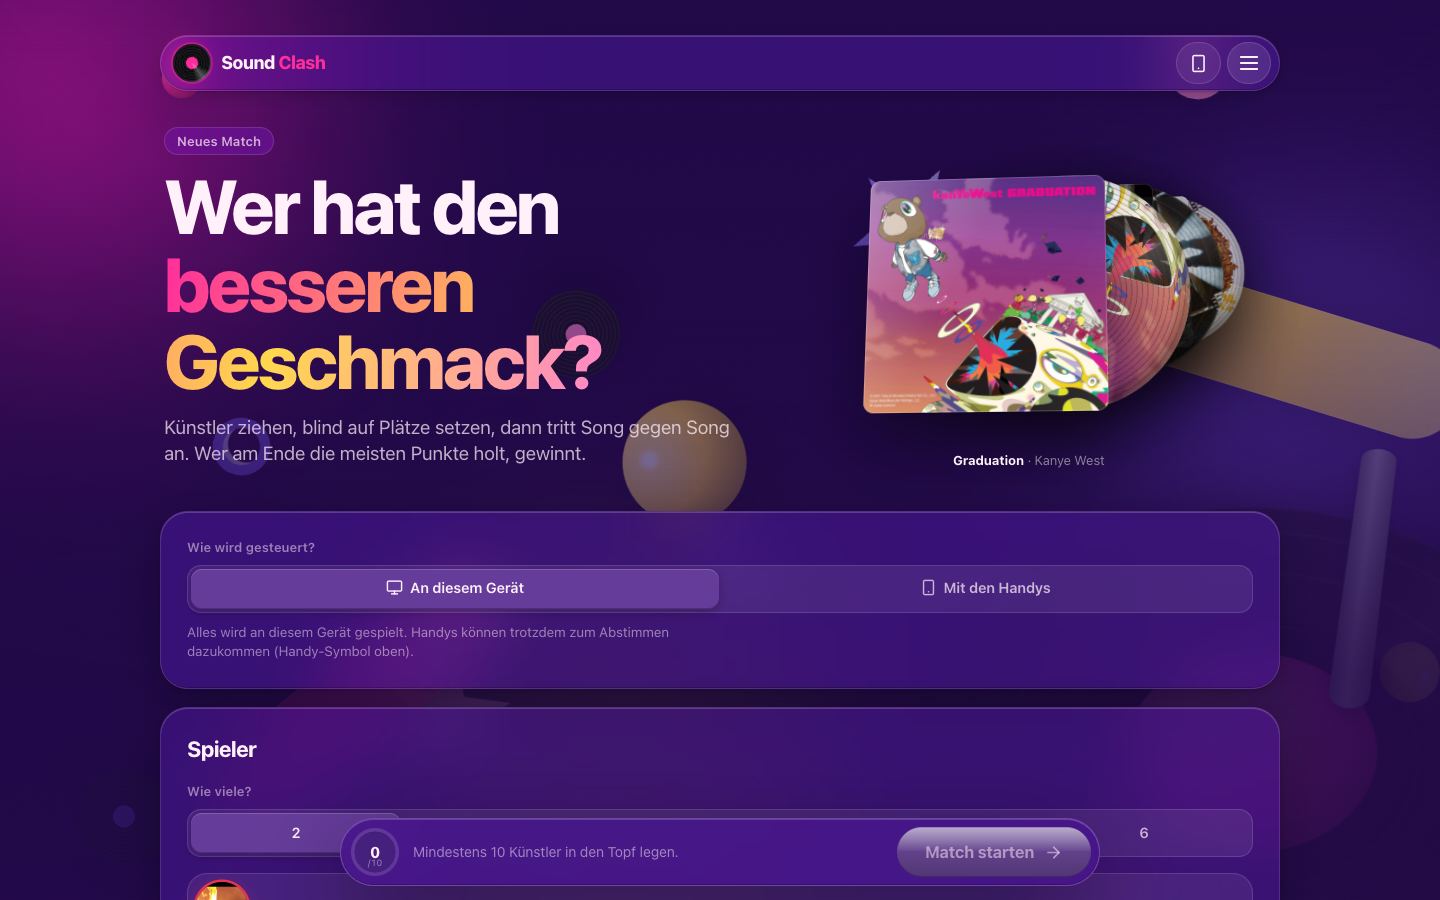 Sound Clash
Neues Match
Wer hat den
besseren
Geschmack?
Künstler ziehen, blind auf Plätze setzen, dann tritt Song gegen Song
an. Wer am Ende die meisten Punkte holt, gewinnt.
KanYeWest GRADUATION
Graduation · Kanye West
Wie wird gesteuert?
An diesem Gerät
Mit den Handys
Alles wird an diesem Gerät gespielt. Handys können trotzdem zum Abstimmen
dazukommen (Handy-Symbol oben).
Spieler
Wie viele?
2
6
0
/10
Mindestens 10 Künstler in den Topf legen.
Match starten